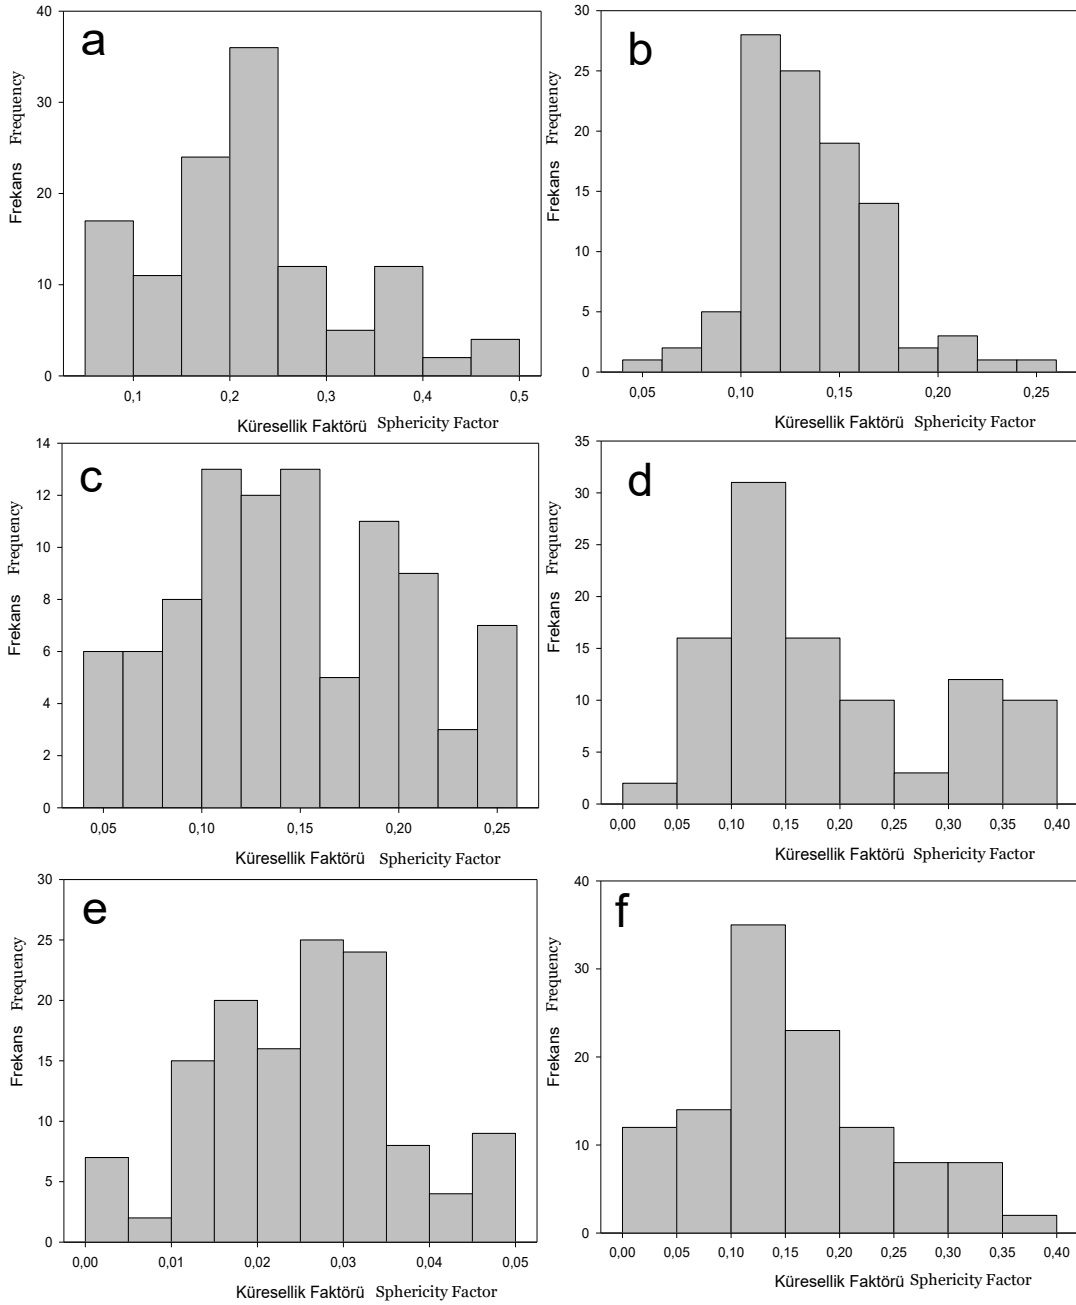 a
40
30
20
10
0
Frekans Frequency
0,1 0,2 0,3 0,4 0,5
Küresellik Faktörü Sphericity Factor
b
30
25
20
15
10
5
0
Frekans Frequency
0,05 0,10 0,15 0,20 0,25
Küresellik Faktörü Sphericity Factor
c
14
12
10
8
6
4
2
0
Frekans Frequency
0,05 0,10 0,15 0,20 0,25
Küresellik Faktörü Sphericity Factor
d
35
30
25
20
15
10
5
0
Frekans Frequency
0,00 0,05 0,10 0,15 0,20 0,25 0,30 0,35 0,40
Küresellik Faktörü Sphericity Factor
e
30
25
20
15
10
5
0
Frekans Frequency
0,00 0,01 0,02 0,03 0,04 0,05
Küresellik Faktörü Sphericity Factor
f
40
30
20
10
0
Frekans Frequency
0,00 0,05 0,10 0,15 0,20 0,25 0,30 0,35 0,40
Küresellik Faktörü Sphericity Factor